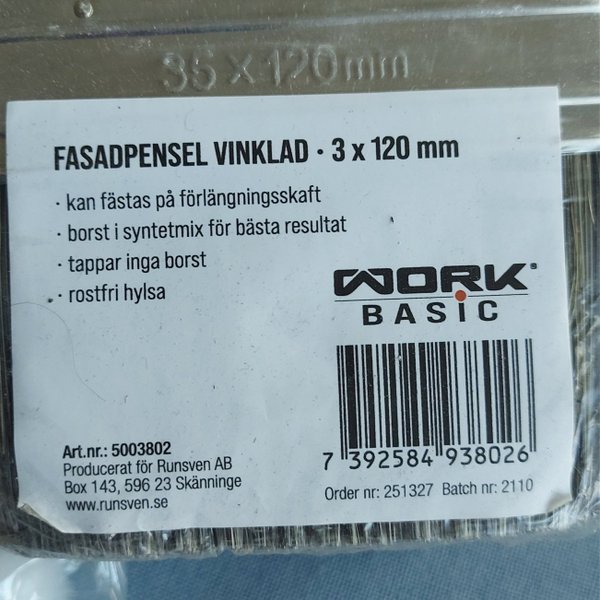 35 x 120mm
FASADPENSEL VINKLAD · 3 x 120 mm
· kan fästas på förlängningsskaft
· borst i syntetmix för bästa resultat
· tappar inga borst
· rostfri hylsa
WORK®
BASIC
Art.nr.: 5003802
Producerat för Runsven AB
Box 143, 596 23 Skänninge
www.runsven.se
7 392584 938026
Order nr: 251327 Batch nr: 2110